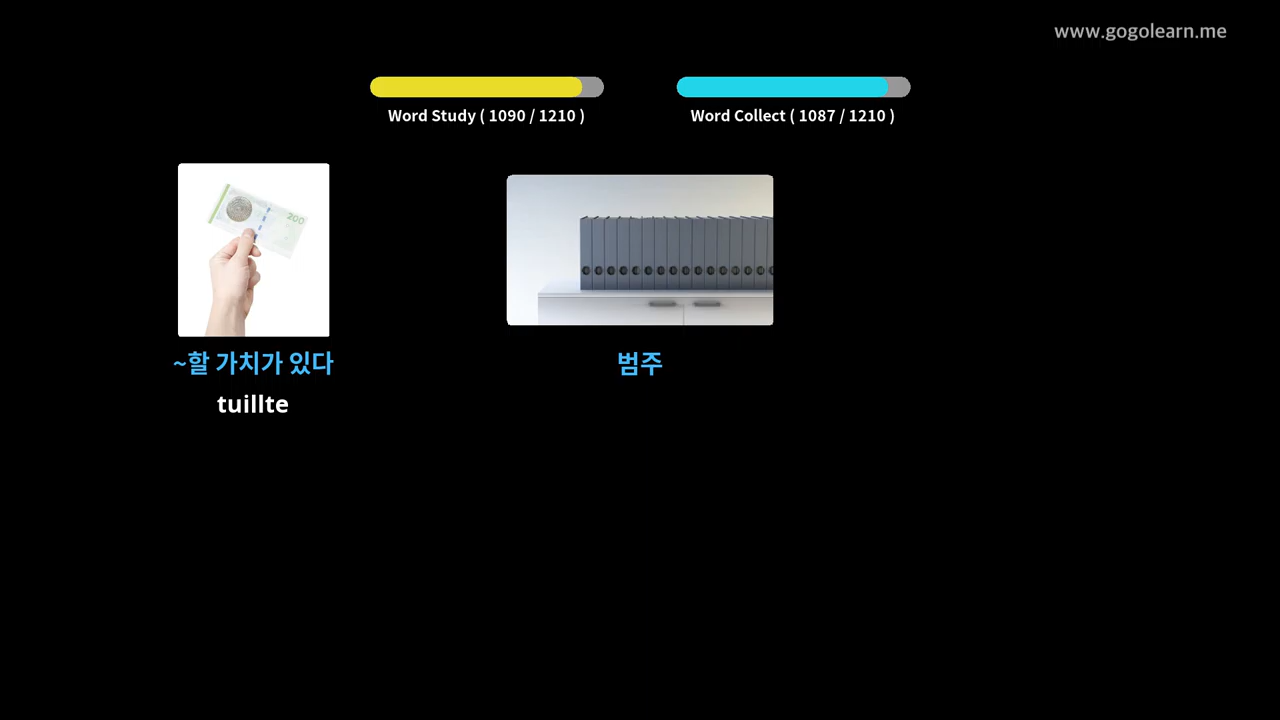 www.gogolearn.me
Word Study ( 1090 / 1210 )
Word Collect ( 1087 / 1210 )
200
~할 가치가 있다
범주
tuillte